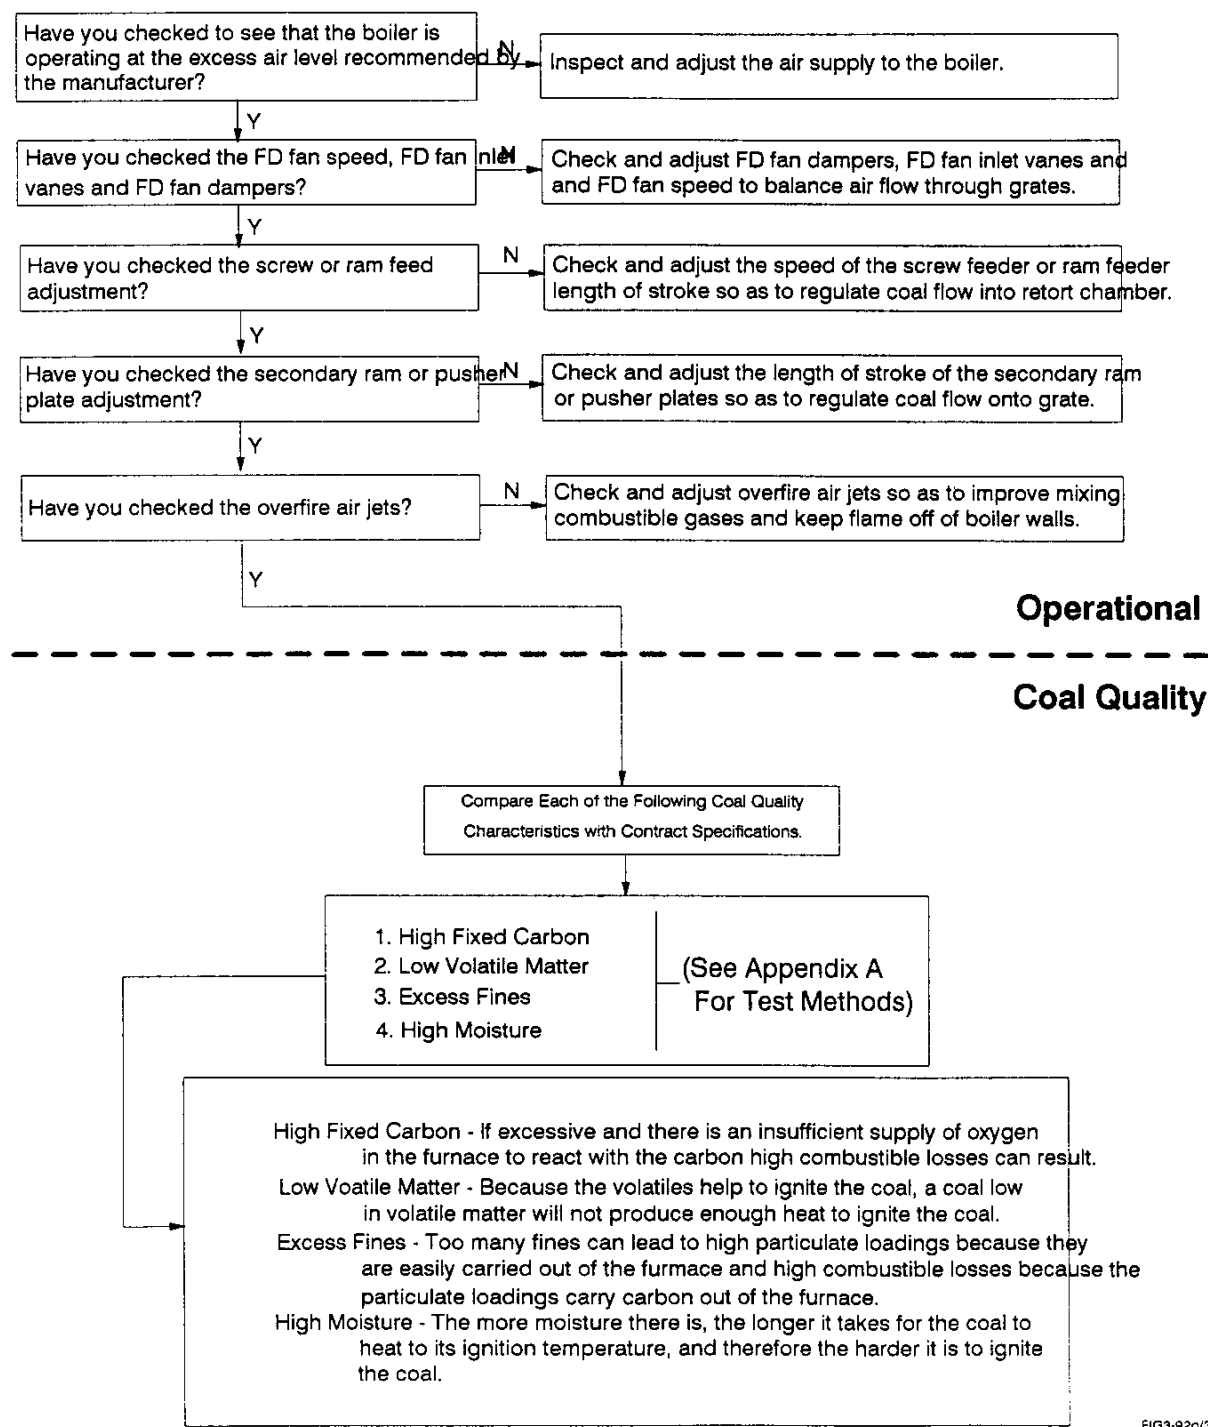 Have you checked to see that the boiler is
operating at the excess air level recommended by
the manufacturer?
N
Inspect and adjust the air supply to the boiler.
Y
Have you checked the FD fan speed, FD fan inlet
vanes and FD fan dampers?
N
Check and adjust FD fan dampers, FD fan inlet vanes and
and FD fan speed to balance air flow through grates.
Y
Have you checked the screw or ram feed
adjustment?
N
Check and adjust the speed of the screw feeder or ram feeder
length of stroke so as to regulate coal flow into retort chamber.
Y
Have you checked the secondary ram or pusher
plate adjustment?
N
Check and adjust the length of stroke of the secondary ram
or pusher plates so as to regulate coal flow onto grate.
Y
Have you checked the overfire air jets?
N
Check and adjust overfire air jets so as to improve mixing
combustible gases and keep flame off of boiler walls.
Y
Operational
Coal Quality
Compare Each of the Following Coal Quality
Characteristics with Contract Specifications.
1. High Fixed Carbon
2. Low Volatile Matter
3. Excess Fines
4. High Moisture
(See Appendix A
For Test Methods)
High Fixed Carbon - If excessive and there is an insufficient supply of oxygen
in the furnace to react with the carbon high combustible losses can result.
Low Voatile Matter - Because the volatiles help to ignite the coal, a coal low
in volatile matter will not produce enough heat to ignite the coal.
Excess Fines - Too many fines can lead to high particulate loadings because they
are easily carried out of the furmace and high combustible losses because the
particulate loadings carry carbon out of the furnace.
High Moisture - The more moisture there is, the longer it takes for the coal to
heat to its ignition temperature, and therefore the harder it is to ignite
the coal.